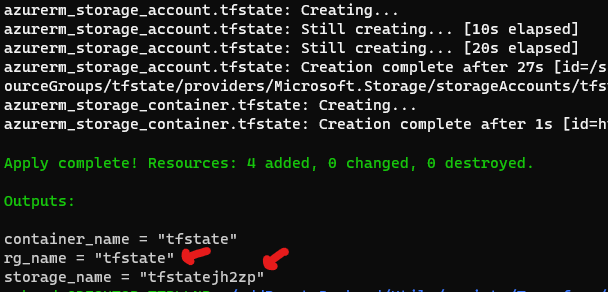 azurerm_storage_account.tfstate: Creating...
azurerm_storage_account.tfstate: Still creating... [10s elapsed]
azurerm_storage_account.tfstate: Still creating... [20s elapsed]
azurerm_storage_account.tfstate: Creation complete after 27s [id=/s
ourceGroups/tfstate/providers/Microsoft.Storage/storageAccounts/tfs
azurerm_storage_container.tfstate: Creating...
azurerm_storage_container.tfstate: Creation complete after 1s [id=h
Apply complete! Resources: 4 added, 0 changed, 0 destroyed.
Outputs:
container_name = "tfstate"
rg_name = "tfstate"
storage_name = "tfstatejh2zp"